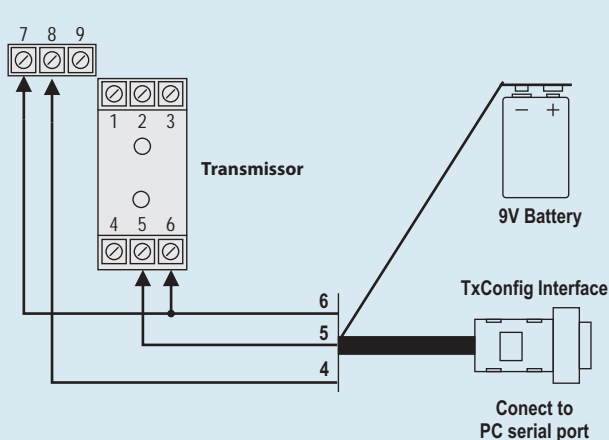 7 8 9
1 2 3
Transmissor
4 5 6
− +
9V Battery
TxConfig Interface
6
5
4
Conect to
PC serial port